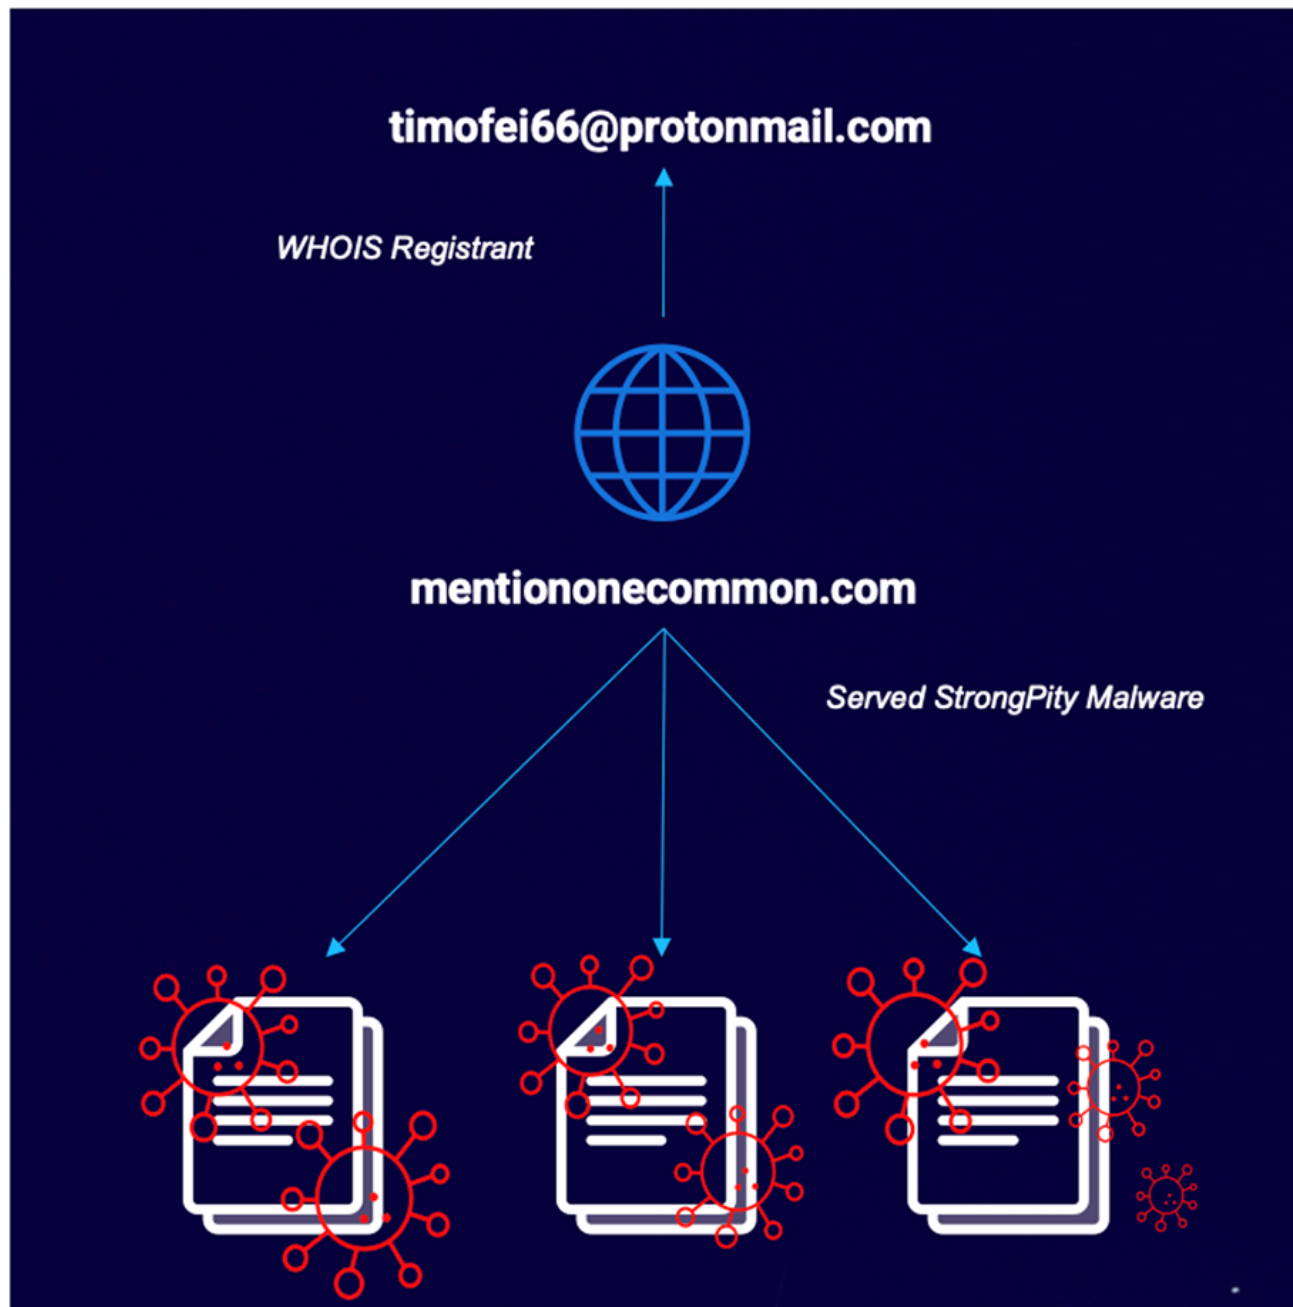 timofei66@protonmail.com
WHOIS Registrant
mentiononecommon.com
Served StrongPity Malware